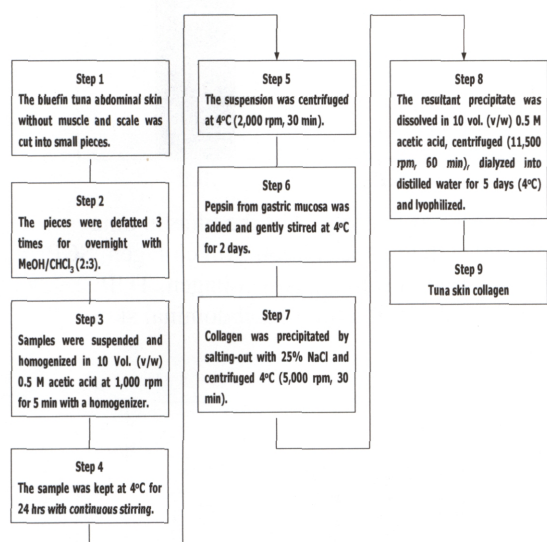 Step 1
The bluefin tuna abdominal skin
without muscle and scale was
cut into small pieces.
Step 2
The pieces were defatted 3
times for overnight with
MeOH/CHCl₃ (2:3).
Step 3
Samples were suspended and
homogenized in 10 Vol. (v/w)
0.5 M acetic acid at 1,000 rpm
for 5 min with a homogenizer.
Step 4
The sample was kept at 4ºC for
24 hrs with continuous stirring.
Step 5
The suspension was centrifuged
at 4ºC (2,000 rpm, 30 min).
Step 6
Pepsin from gastric mucosa was
added and gently stirred at 4ºC
for 2 days.
Step 7
Collagen was precipitated by
salting-out with 25% NaCl and
centrifuged 4ºC (5,000 rpm, 30
min).
Step 8
The resultant precipitate was
dissolved in 10 vol. (v/w) 0.5 M
acetic acid, centrifuged (11,500
rpm, 60 min), dialyzed into
distilled water for 5 days (4ºC)
and lyophilized.
Step 9
Tuna skin collagen